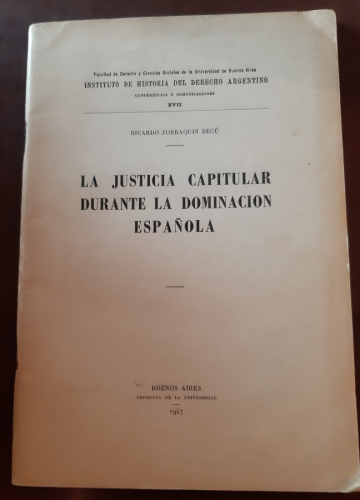 Facultad de Derecho y Ciencias Sociales de la Universidad de Buenos Aires
INSTITUTO DE HISTORIA DEL DERECHO ARGENTINO
CONFERENCIAS Y COMUNICACIONES
XVII
RICARDO ZORRAQUIN BECÚ
LA JUSTICIA CAPITULAR
DURANTE LA DOMINACION
ESPAÑOLA
BUENOS AIRES
IMPRENTA DE LA UNIVERSIDAD
1947